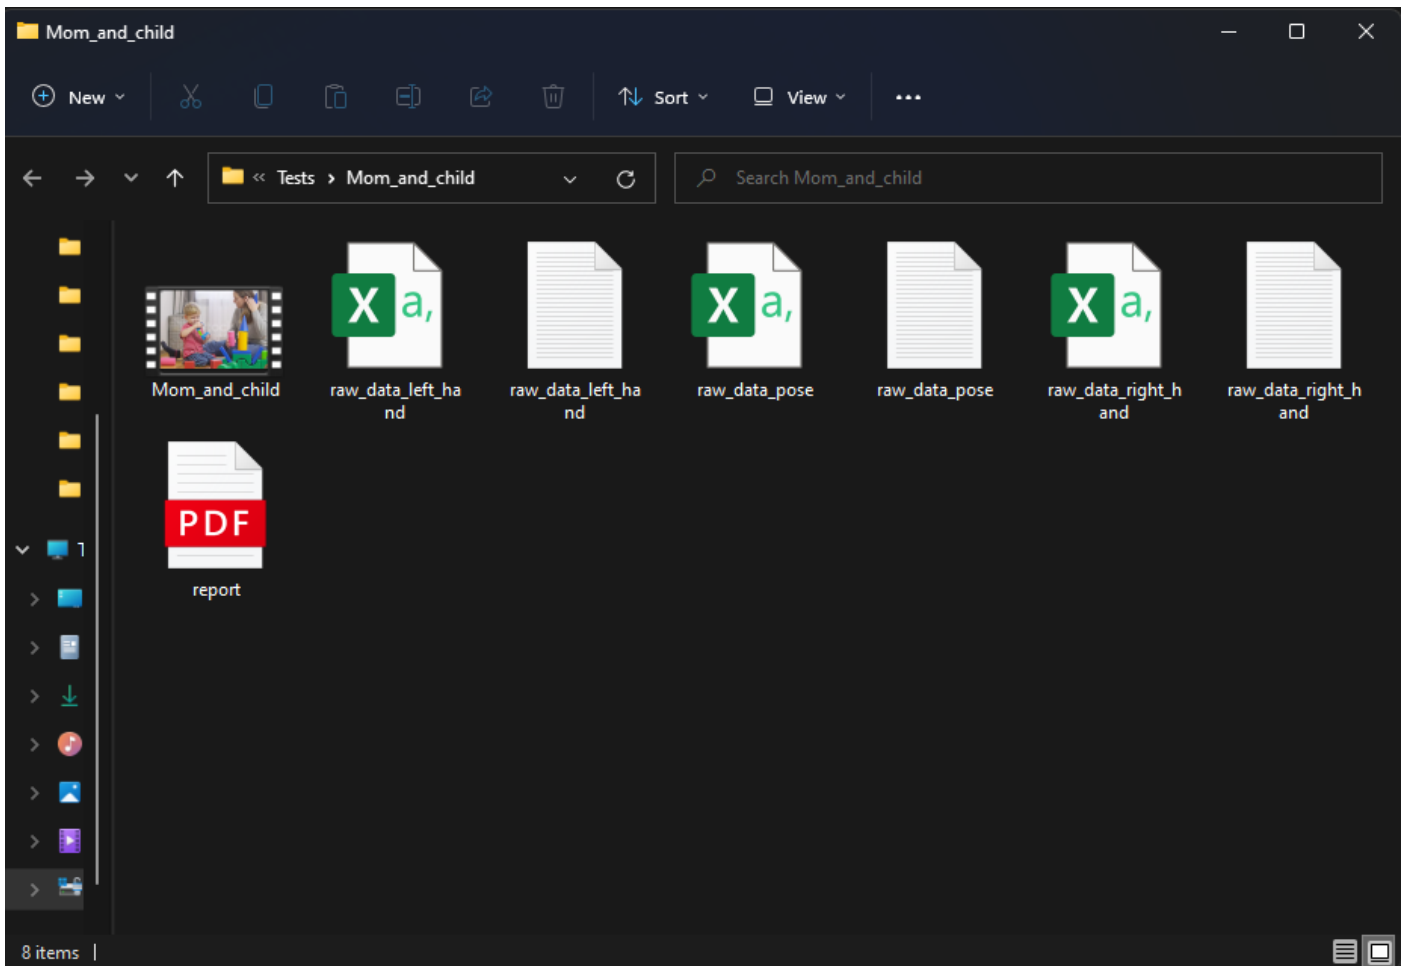 Mom_and_child
New
Sort
View
« Tests > Mom_and_child
Search Mom_and_child
X a,
X a,
X a,
Mom_and_child
raw_data_left_ha
nd
raw_data_left_ha
nd
raw_data_pose
raw_data_pose
raw_data_right_h
and
raw_data_right_h
and
PDF
report
8 items